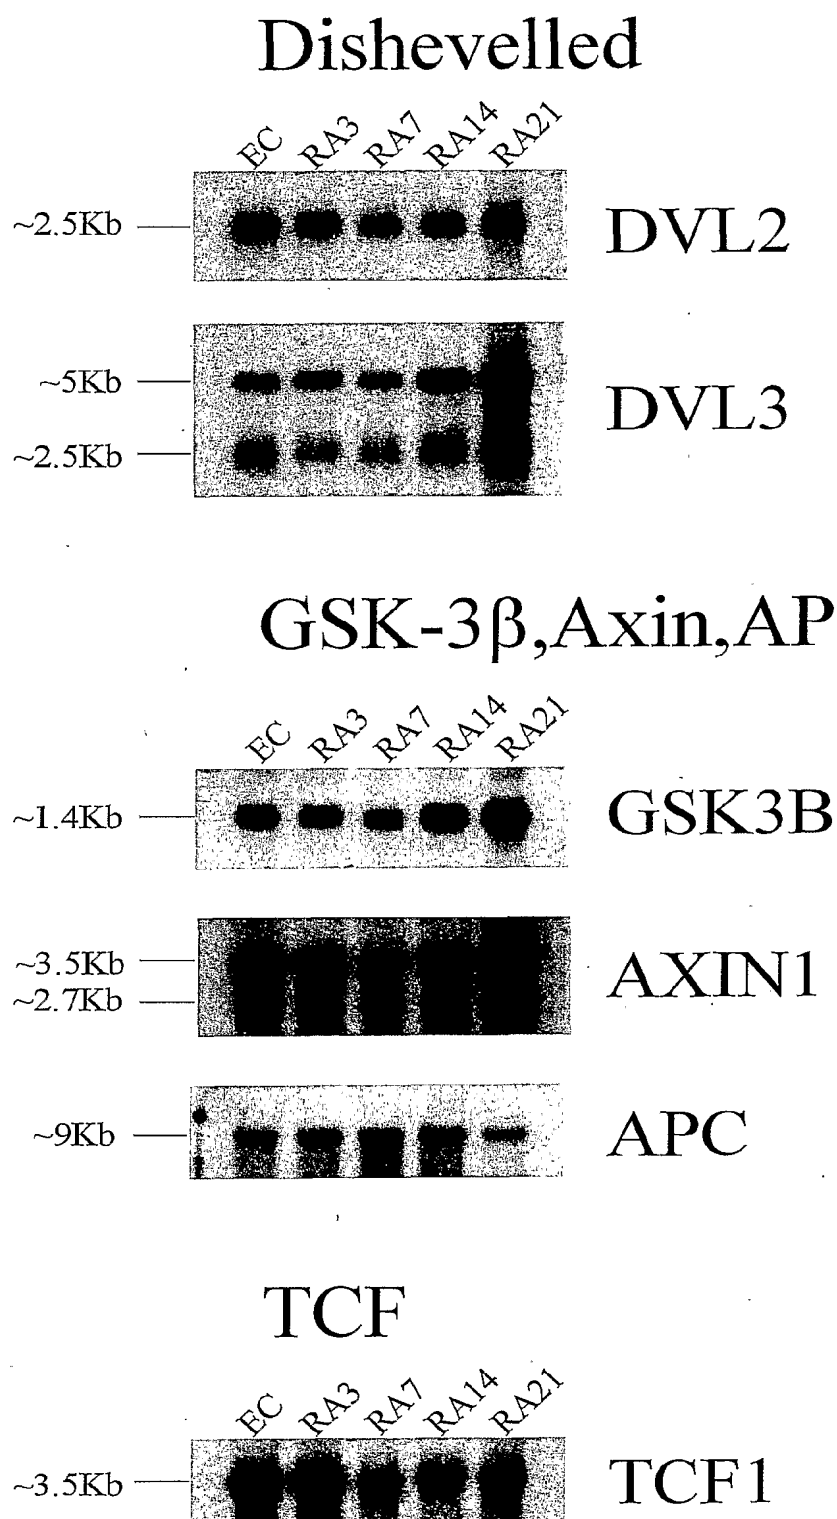 Dishevelled
EC RA3 RA7 RA14 RA21
~2.5Kb DVL2
~5Kb DVL3
~2.5Kb
GSK-3β,Axin,AP
EC RA3 RA7 RA14 RA21
~1.4Kb GSK3B
~3.5Kb AXIN1
~2.7Kb
~9Kb APC
TCF
EC RA3 RA7 RA14 RA21
~3.5Kb TCF1